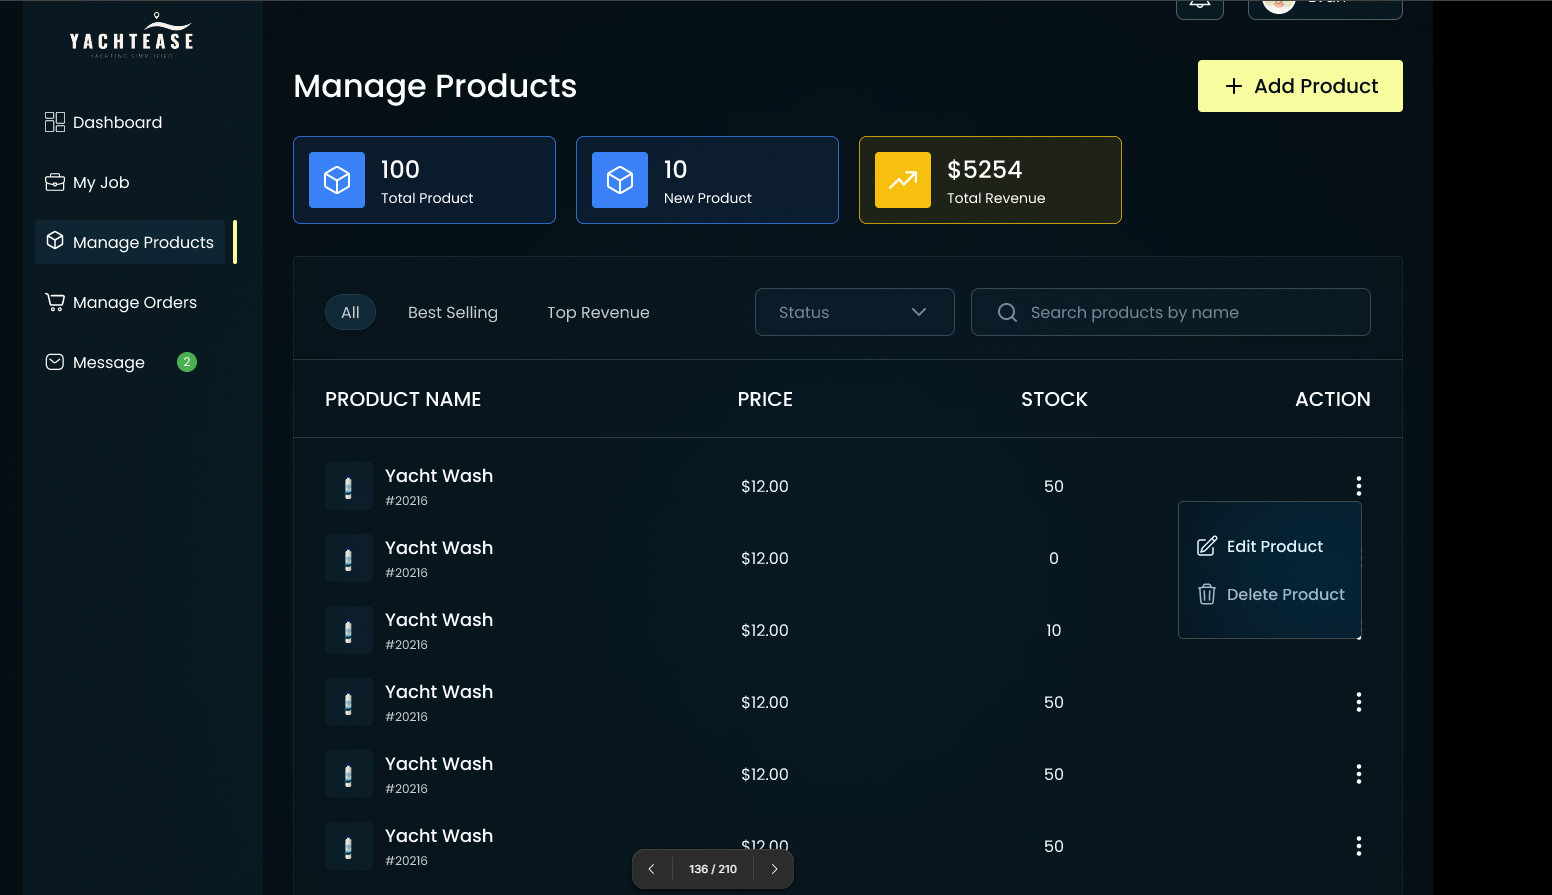 YACHTEASE
YACHTING SIMPLIFIED
Dashboard
My Job
Manage Products
Manage Orders
Message 2
Manage Products
+ Add Product
100
Total Product
10
New Product
$5254
Total Revenue
All Best Selling Top Revenue Status Search products by name
PRODUCT NAME PRICE STOCK ACTION
Yacht Wash
#20216
$12.00 50
Edit Product
Delete Product
Yacht Wash
#20216
$12.00 0
Yacht Wash
#20216
$12.00 10
Yacht Wash
#20216
$12.00 50
Yacht Wash
#20216
$12.00 50
Yacht Wash
#20216
$12.00 50
136 / 210